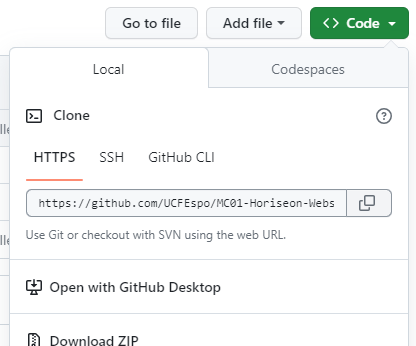 Go to file Add file Code
Local Codespaces
Clone
HTTPS SSH GitHub CLI
https://github.com/UCFEspo/MC01-Horiseon-Webs
Use Git or checkout with SVN using the web URL.
Open with GitHub Desktop
Download ZIP